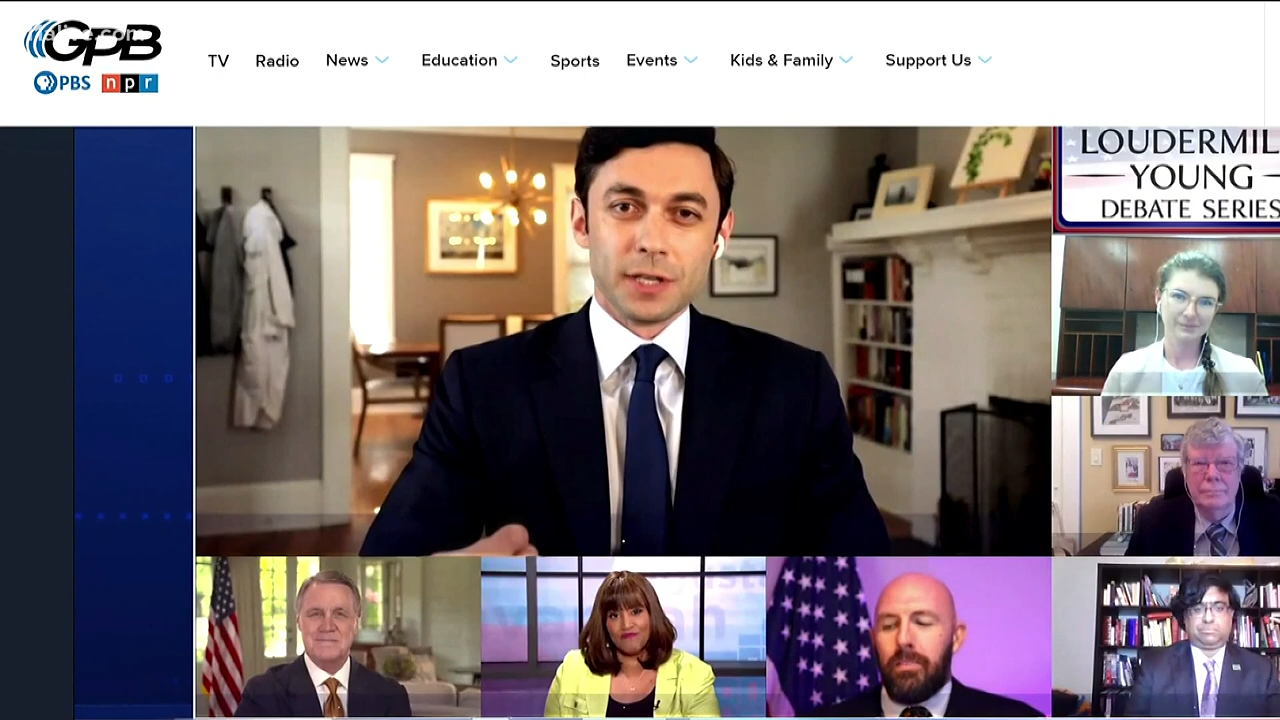 GPB
PBS npr
TV Radio News Education Sports Events Kids & Family Support Us
LOUDERMIL
YOUNG
DEBATE SERIES